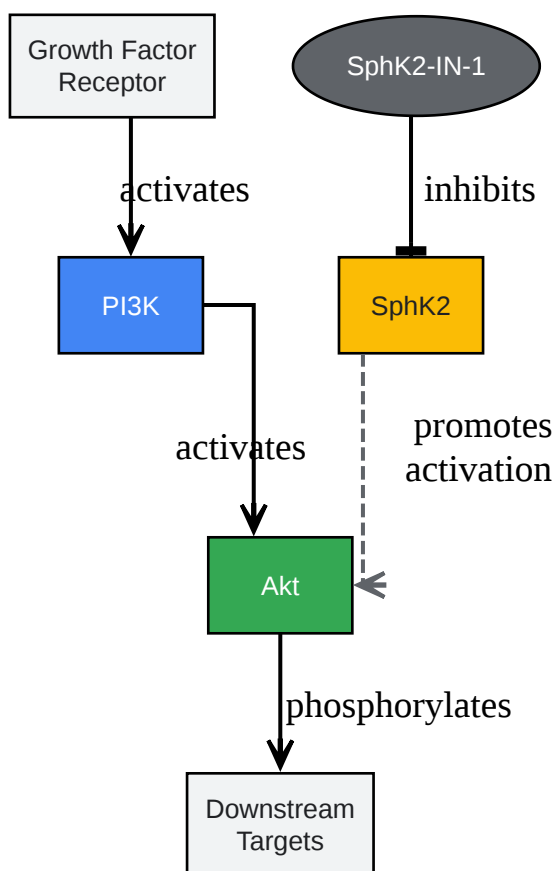 Growth Factor
Receptor
SphK2-IN-1
activates
inhibits
PI3K
SphK2
activates
promotes
activation
Akt
phosphorylates
Downstream
Targets